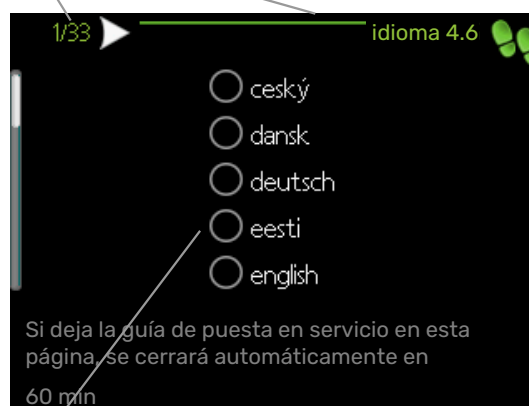 1/33
idioma 4.6
ceský
dansk
deutsch
eesti
english
Si deja la guía de puesta en servicio en esta
página, se cerrará automáticamente en
60 min